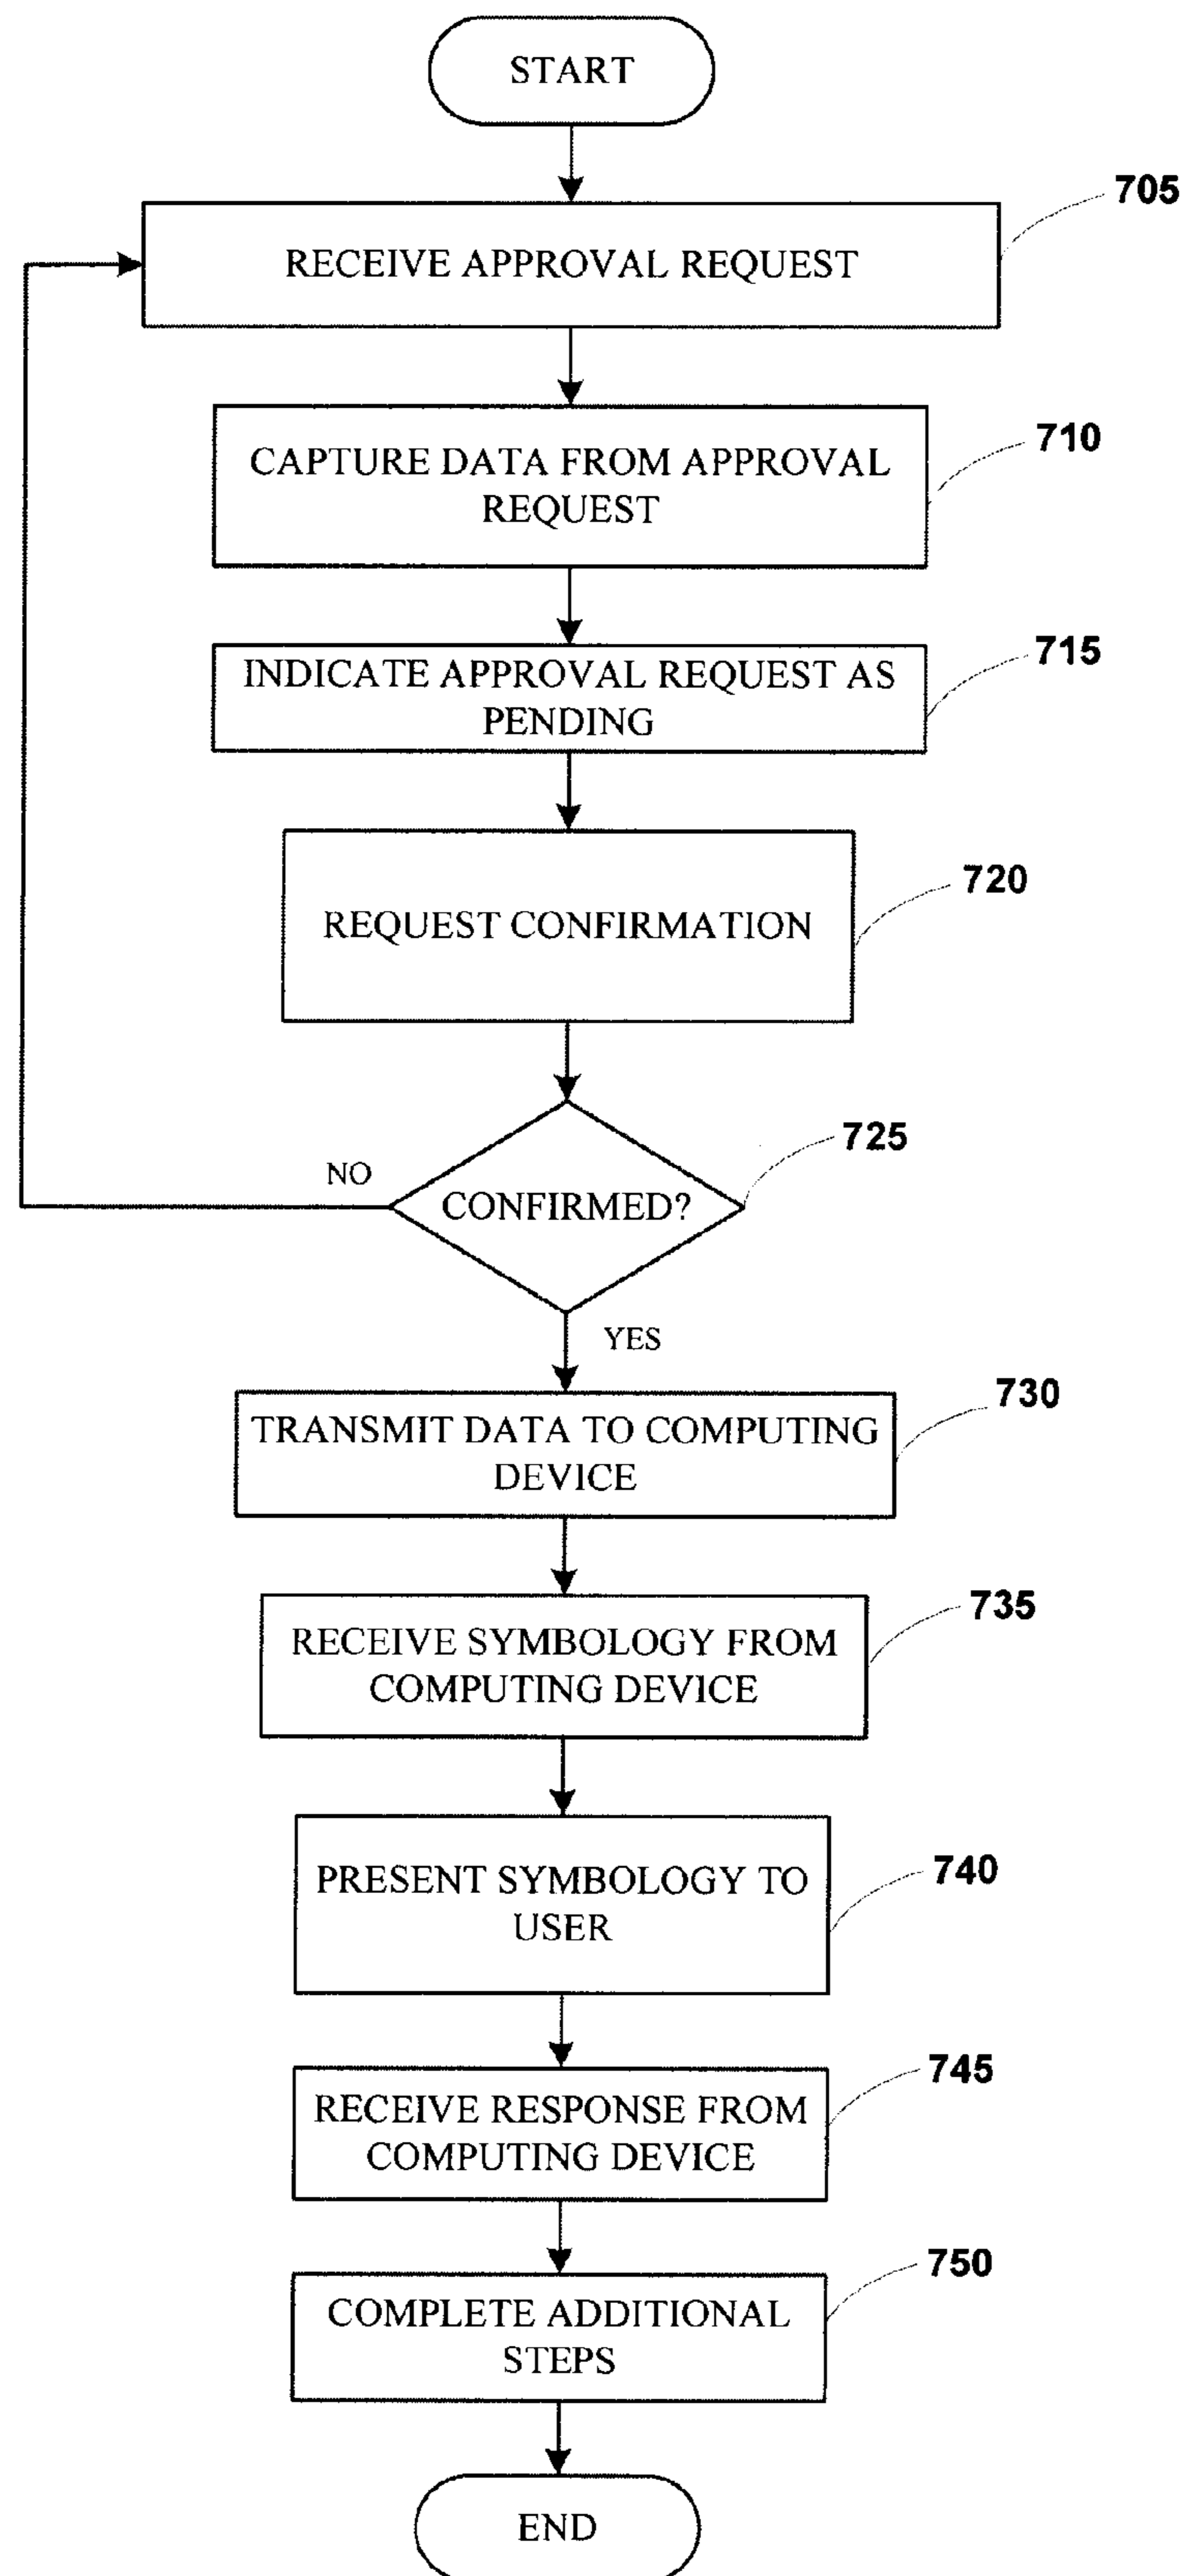 START
705
RECEIVE APPROVAL REQUEST
710
CAPTURE DATA FROM APPROVAL
REQUEST
715
INDICATE APPROVAL REQUEST AS
PENDING
720
REQUEST CONFIRMATION
725
NO
CONFIRMED?
YES
730
TRANSMIT DATA TO COMPUTING
DEVICE
735
RECEIVE SYMBOLOGY FROM
COMPUTING DEVICE
740
PRESENT SYMBOLOGY TO
USER
745
RECEIVE RESPONSE FROM
COMPUTING DEVICE
750
COMPLETE ADDITIONAL
STEPS
END